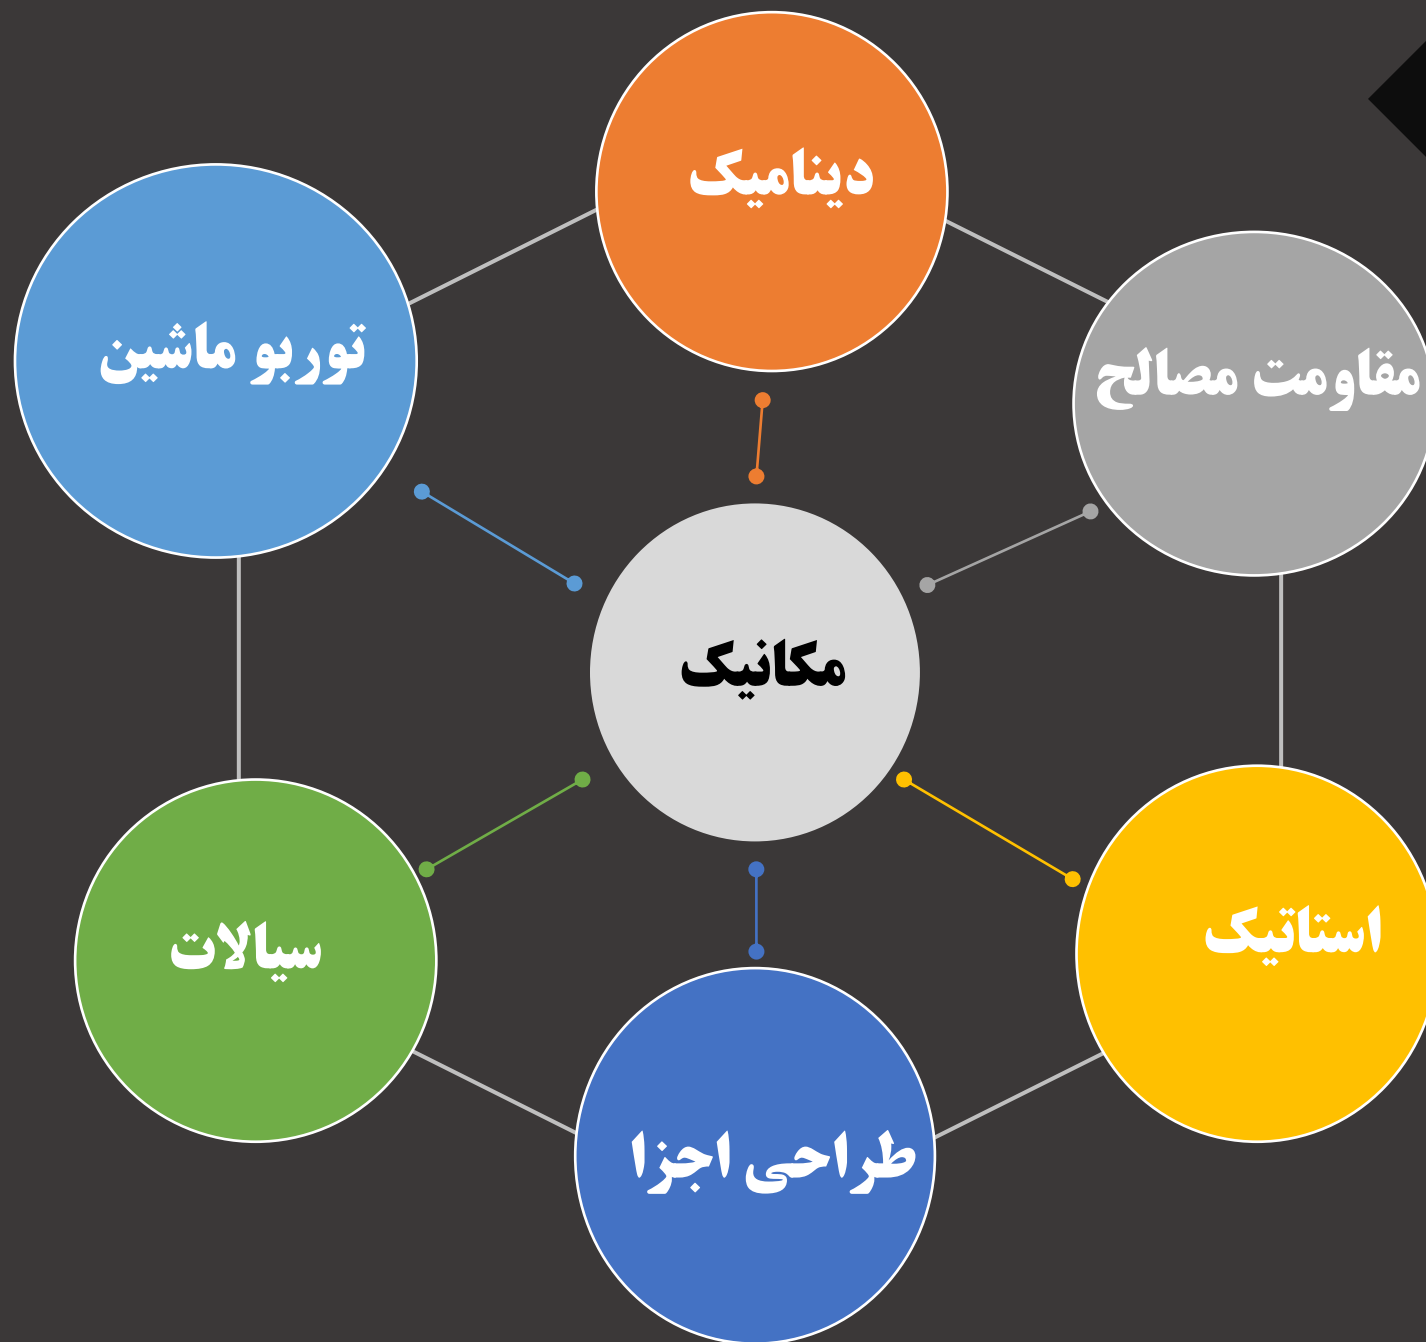 دینامیک
توربو ماشین
مقاومت مصالح
مکانیک
سیالات
استاتیک
طراحی اجزا